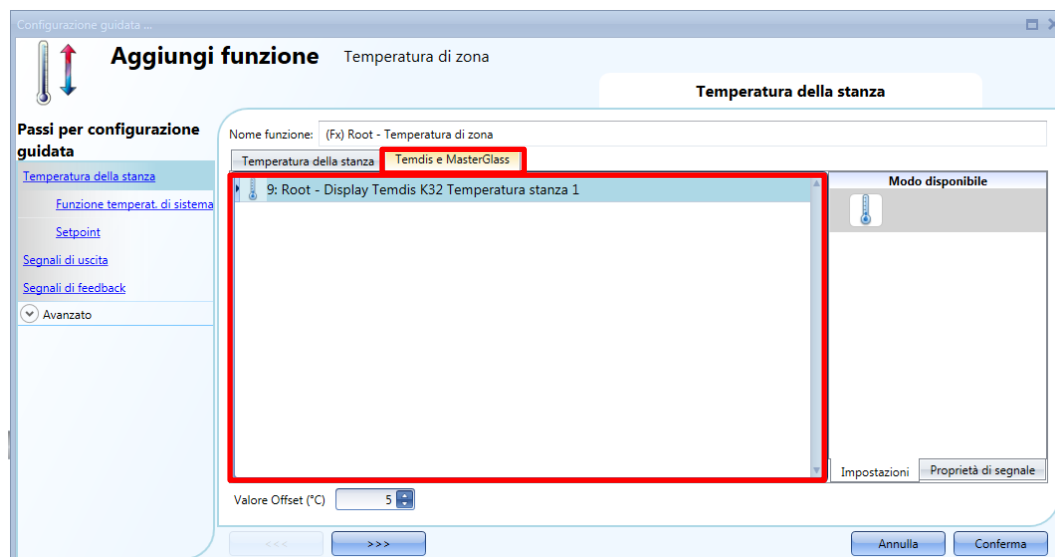 Configurazione guidata ...
Aggiungi funzione Temperatura di zona
Temperatura della stanza
Passi per configurazione
guidata
Temperatura della stanza
Funzione temperat. di sistema
Setpoint
Segnali di uscita
Segnali di feedback
Avanzato
Nome funzione: (Fx) Root - Temperatura di zona
Temperatura della stanza Temdis e MasterGlass
9: Root - Display Temdis K32 Temperatura stanza 1
Modo disponibile
Impostazioni Proprietà di segnale
Valore Offset (°C) 5
<<< >>> Annulla Conferma